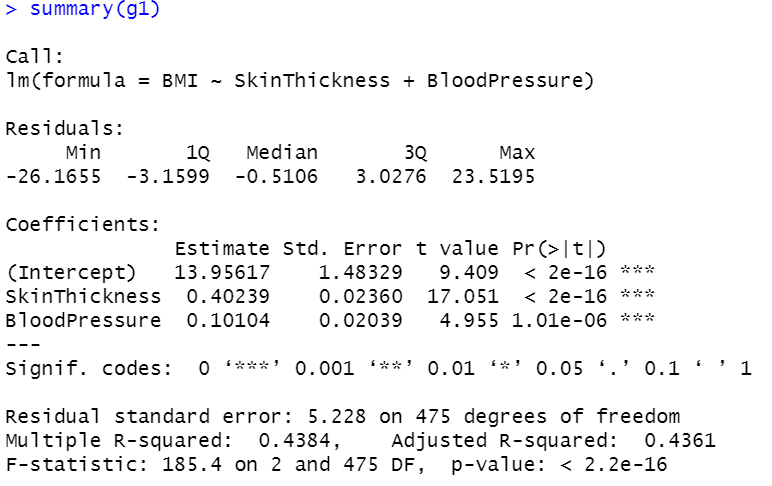 > summary(g1)
Call:
lm(formula = BMI ~ SkinThickness + BloodPressure)
Residuals:
     Min       1Q   Median       3Q      Max
-26.1655  -3.1599  -0.5106   3.0276  23.5195
Coefficients:
              Estimate Std. Error t value Pr(>|t|)
(Intercept)   13.95617    1.48329   9.409  < 2e-16 ***
SkinThickness  0.40239    0.02360  17.051  < 2e-16 ***
BloodPressure  0.10104    0.02039   4.955 1.01e-06 ***
---
Signif. codes:  0 ‘***’ 0.001 ‘**’ 0.01 ‘*’ 0.05 ‘.’ 0.1 ‘ ’ 1
Residual standard error: 5.228 on 475 degrees of freedom
Multiple R-squared:  0.4384,    Adjusted R-squared:  0.4361
F-statistic: 185.4 on 2 and 475 DF,  p-value: < 2.2e-16